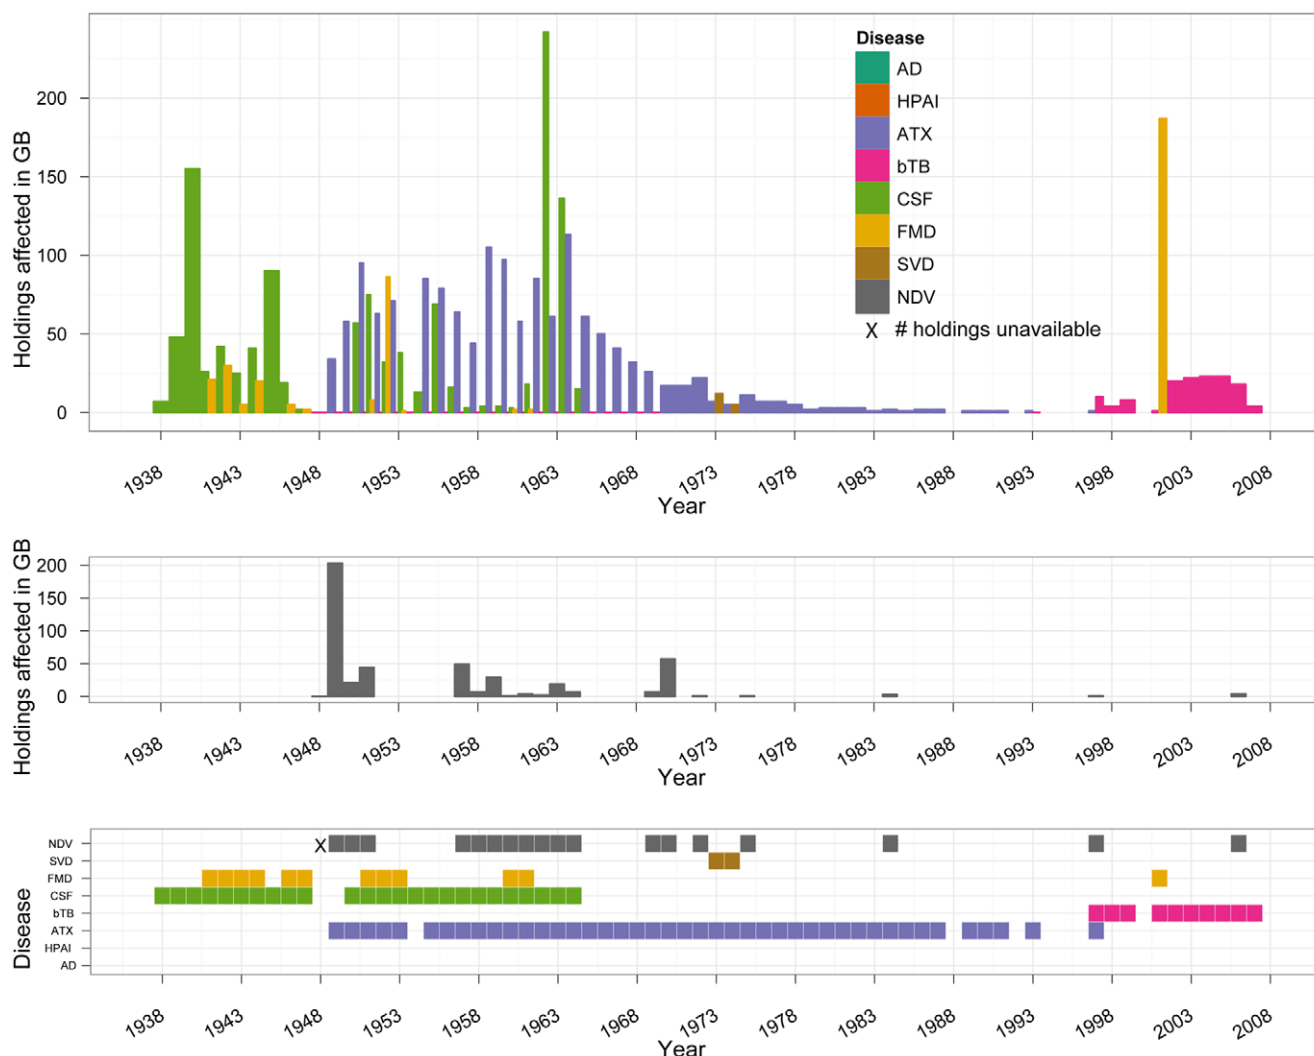 Disease
AD
HPAI
ATX
bTB
CSF
FMD
SVD
NDV
X # holdings unavailable
Holdings affected in GB
200
150
100
50
0
1938 1943 1948 1953 1958 1963 1968 1973 1978 1983 1988 1993 1998 2003 2008
Year
Holdings affected in GB
200
150
100
50
0
1938 1943 1948 1953 1958 1963 1968 1973 1978 1983 1988 1993 1998 2003 2008
Year
Disease
NDV X
SVD
FMD
CSF
bTB
ATX
HPAI
AD
1938 1943 1948 1953 1958 1963 1968 1973 1978 1983 1988 1993 1998 2003 2008
Year